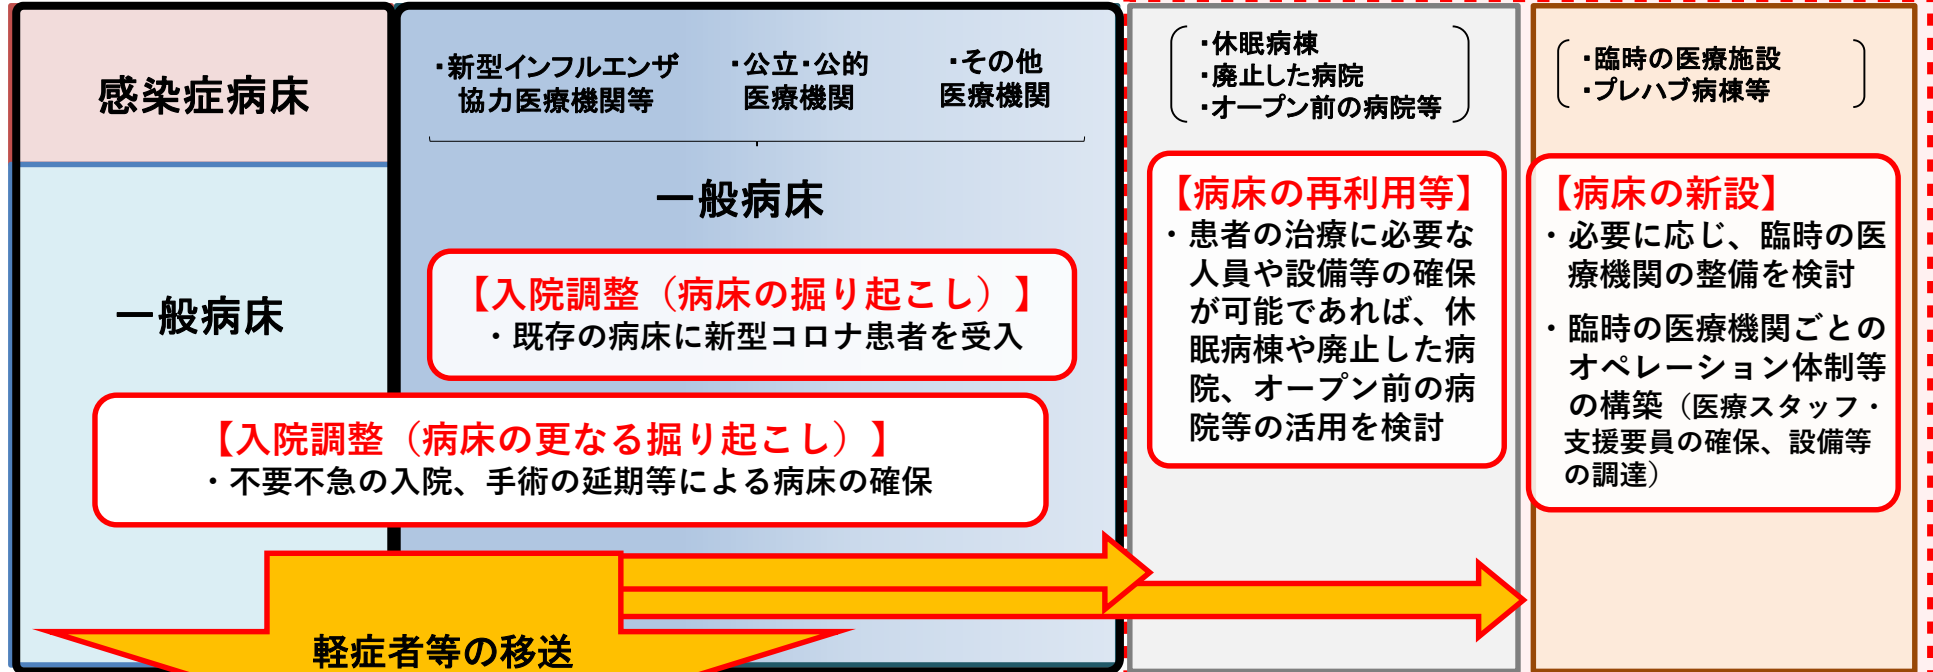 感染症病床
一般病床
・新型インフルエンザ
協力医療機関等
・公立・公的
医療機関
・その他
医療機関
一般病床
【入院調整（病床の掘り起こし）】
・既存の病床に新型コロナ患者を受入
【入院調整（病床の更なる掘り起こし）】
・不要不急の入院、手術の延期等による病床の確保
軽症者等の移送
・休眠病棟
・廃止した病院
・オープン前の病院等
【病床の再利用等】
・患者の治療に必要な
人員や設備等の確保
が可能であれば、休
眠病棟や廃止した病
院、オープン前の病
院等の活用を検討
・臨時の医療施設
・プレハブ病棟等
【病床の新設】
・必要に応じ、臨時の医
療機関の整備を検討
・臨時の医療機関ごとの
オペレーション体制等
の構築（医療スタッフ・
支援要員の確保、設備等
の調達）